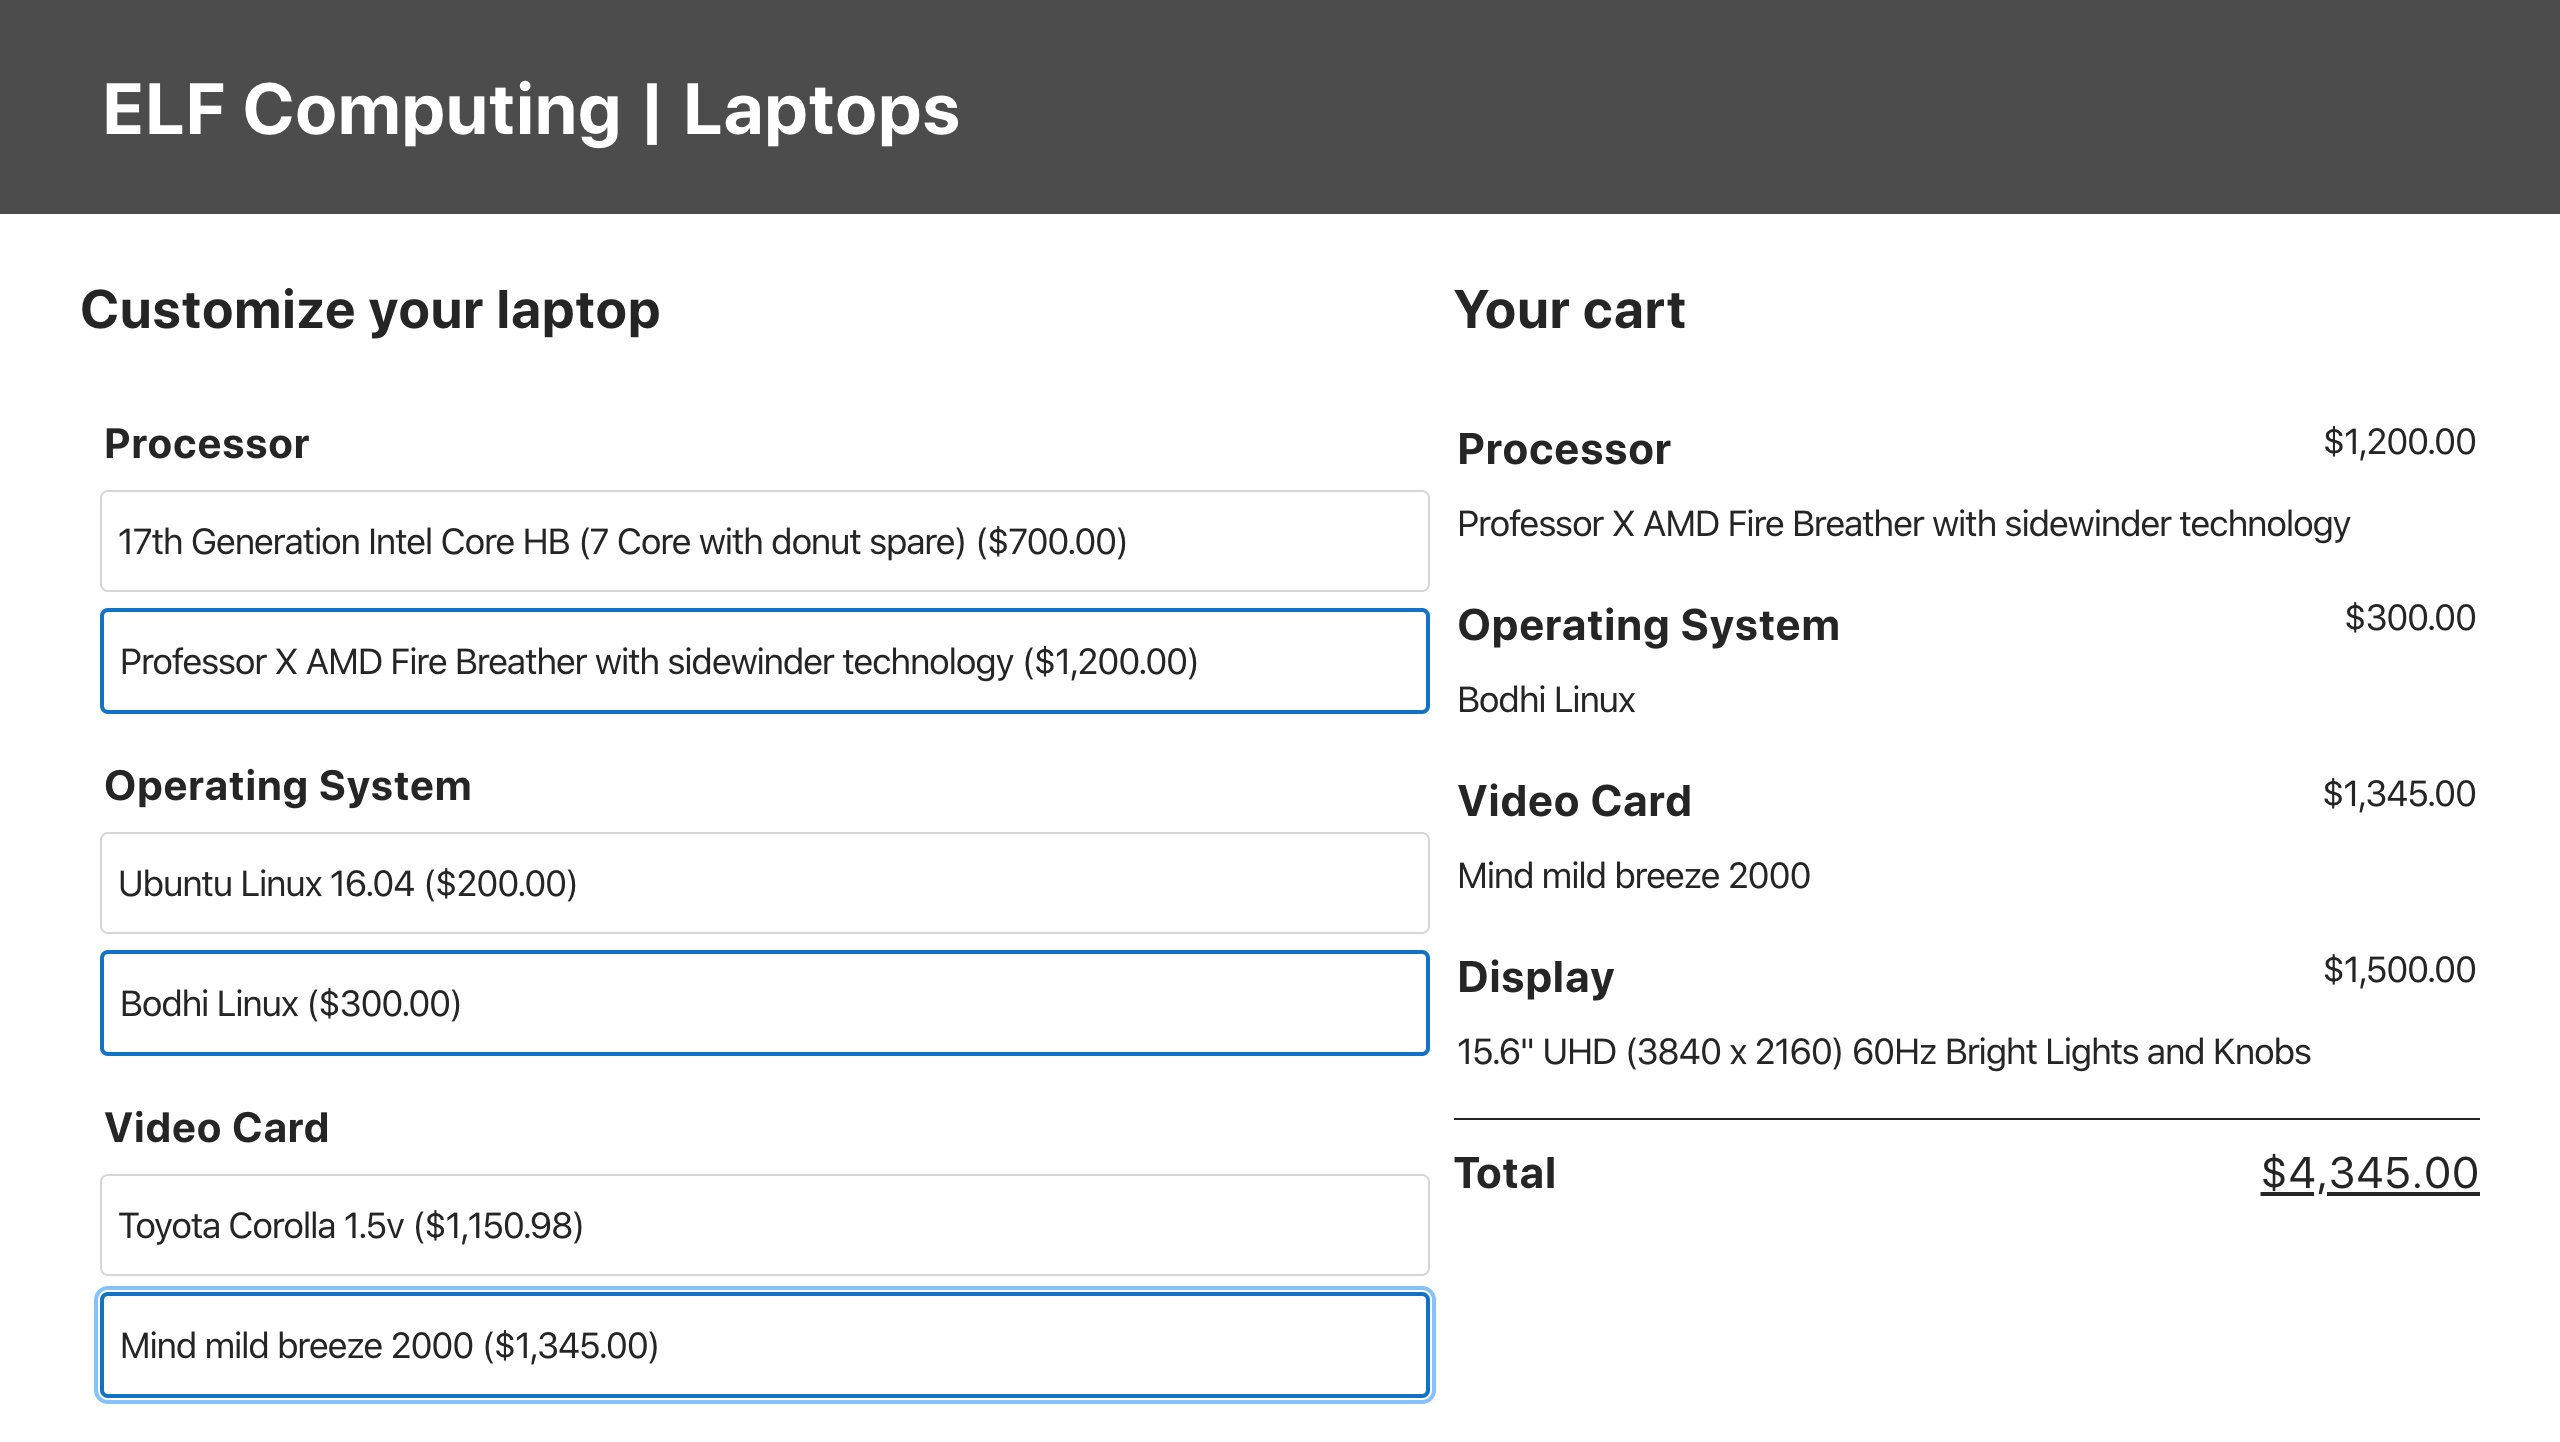 ELF Computing | Laptops
Customize your laptop
Processor
17th Generation Intel Core HB (7 Core with donut spare) ($700.00)
Professor X AMD Fire Breather with sidewinder technology ($1,200.00)
Operating System
Ubuntu Linux 16.04 ($200.00)
Bodhi Linux ($300.00)
Video Card
Toyota Corolla 1.5v ($1,150.98)
Mind mild breeze 2000 ($1,345.00)
Your cart
Processor $1,200.00
Professor X AMD Fire Breather with sidewinder technology
Operating System $300.00
Bodhi Linux
Video Card $1,345.00
Mind mild breeze 2000
Display $1,500.00
15.6" UHD (3840 x 2160) 60Hz Bright Lights and Knobs
Total $4,345.00